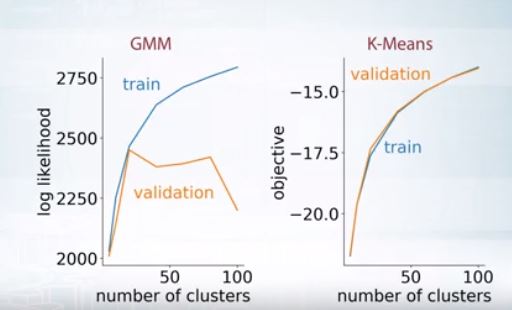 GMM
train
validation
2750
2500
2250
2000
log likelihood
50
100
number of clusters
K-Means
validation
train
−15.0
−17.5
−20.0
objective
50
100
number of clusters